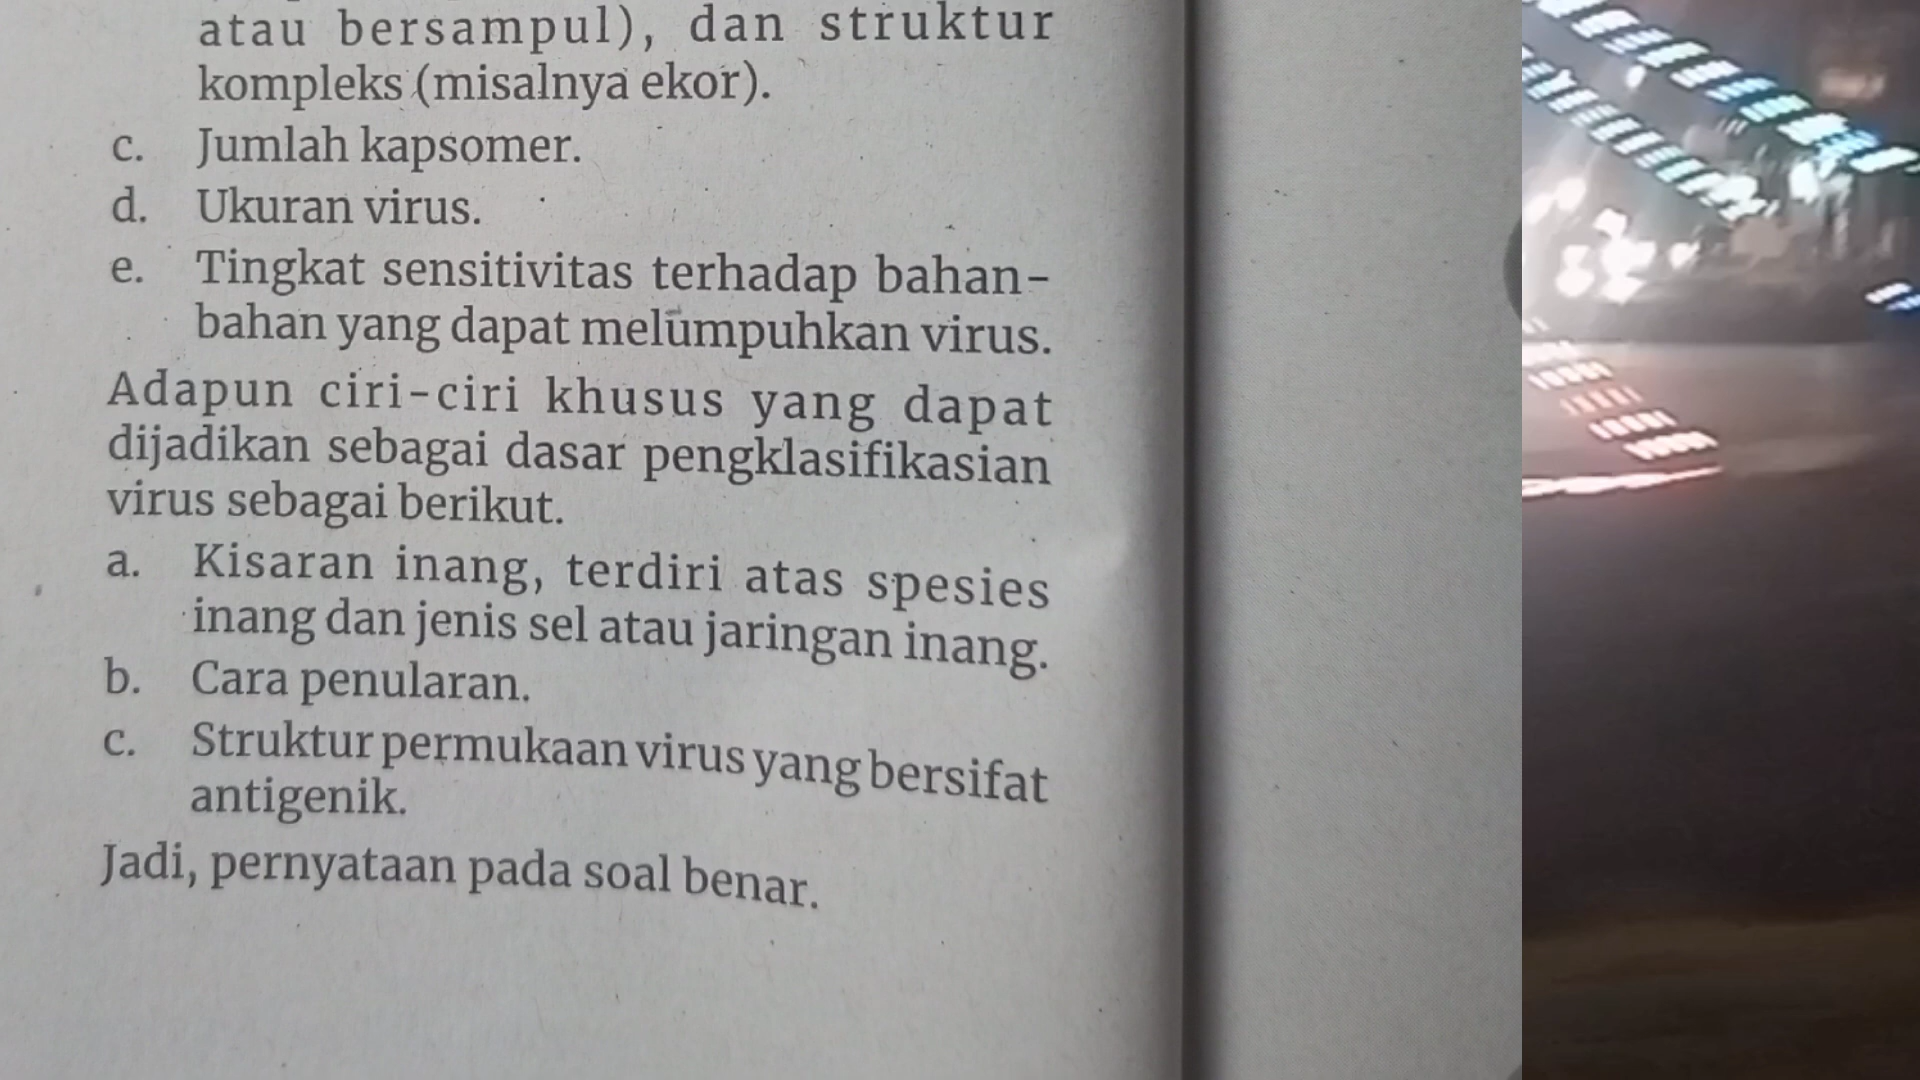 atau bersampul), dan struktur
kompleks (misalnya ekor).
c. Jumlah kapsomer.
d. Ukuran virus.
e. Tingkat sensitivitas terhadap bahan-
bahan yang dapat melumpuhkan virus.
Adapun ciri-ciri khusus yang dapat
dijadikan sebagai dasar pengklasifikasian
virus sebagai berikut.
a. Kisaran inang, terdiri atas spesies
inang dan jenis sel atau jaringan inang.
b. Cara penularan.
c. Struktur permukaan virus yang bersifat
antigenik.
Jadi, pernyataan pada soal benar.